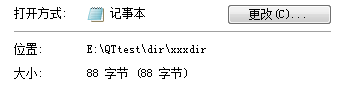 打开方式: 记事本 更改(C)...
位置: E:\QTtest\dir\xxxdir
大小: 88 字节 (88 字节)